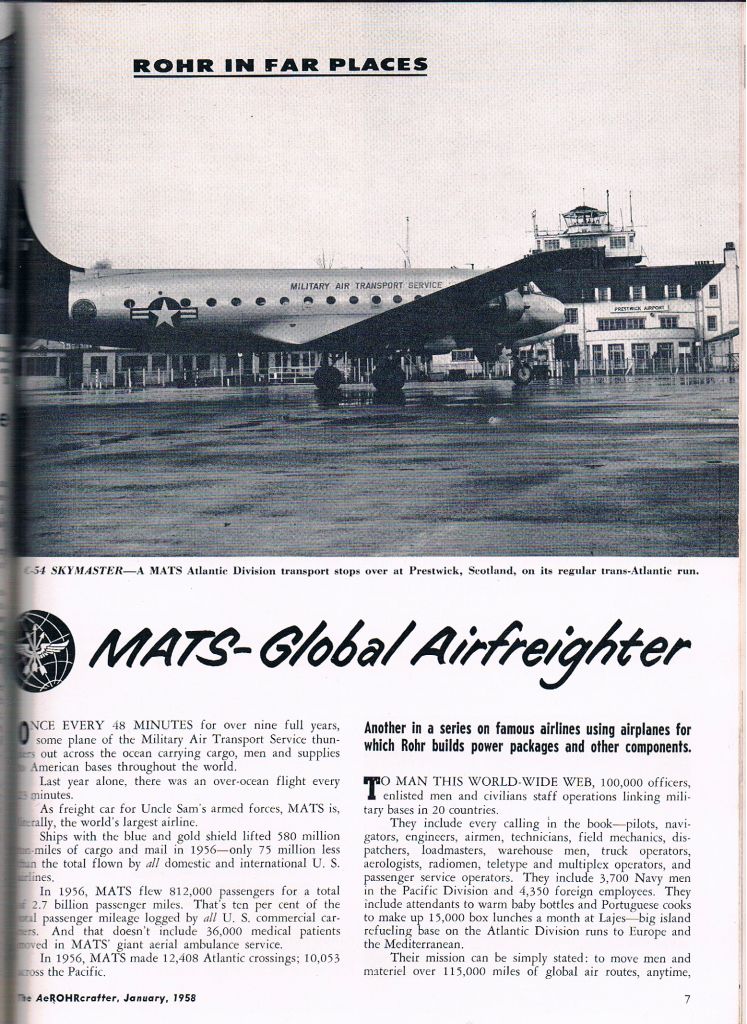 ROHR IN FAR PLACES
MILITARY AIR TRANSPORT SERVICE
PRESTWICK AIRPORT
-54 SKYMASTER—A MATS Atlantic Division transport stops over at Prestwick, Scotland, on its regular trans-Atlantic run.
MATS-Global Airfreighter
ONCE EVERY 48 MINUTES for over nine full years,
some plane of the Military Air Transport Service thun-
ers out across the ocean carrying cargo, men and supplies
American bases throughout the world.
Last year alone, there was an over-ocean flight every
minutes.
As freight car for Uncle Sam's armed forces, MATS is,
erally, the world's largest airline.
Ships with the blue and gold shield lifted 580 million
n-miles of cargo and mail in 1956—only 75 million less
an the total flown by all domestic and international U. S.
rlines.
In 1956, MATS flew 812,000 passengers for a total
2.7 billion passenger miles. That's ten per cent of the
al passenger mileage logged by all U. S. commercial car-
ers. And that doesn't include 36,000 medical patients
oved in MATS' giant aerial ambulance service.
In 1956, MATS made 12,408 Atlantic crossings; 10,053
ross the Pacific.
Another in a series on famous airlines using airplanes for
which Rohr builds power packages and other components.
TO MAN THIS WORLD-WIDE WEB, 100,000 officers,
enlisted men and civilians staff operations linking mili-
tary bases in 20 countries.
They include every calling in the book—pilots, navi-
gators, engineers, airmen, technicians, field mechanics, dis-
patchers, loadmasters, warehouse men, truck operators,
aerologists, radiomen, teletype and multiplex operators, and
passenger service operators. They include 3,700 Navy men
in the Pacific Division and 4,350 foreign employees. They
include attendants to warm baby bottles and Portuguese cooks
to make up 15,000 box lunches a month at Lajes—big island
refueling base on the Atlantic Division runs to Europe and
the Mediterranean.
Their mission can be simply stated: to move men and
materiel over 115,000 miles of global air routes, anytime,
The AeROHRcrafter, January, 1958
7